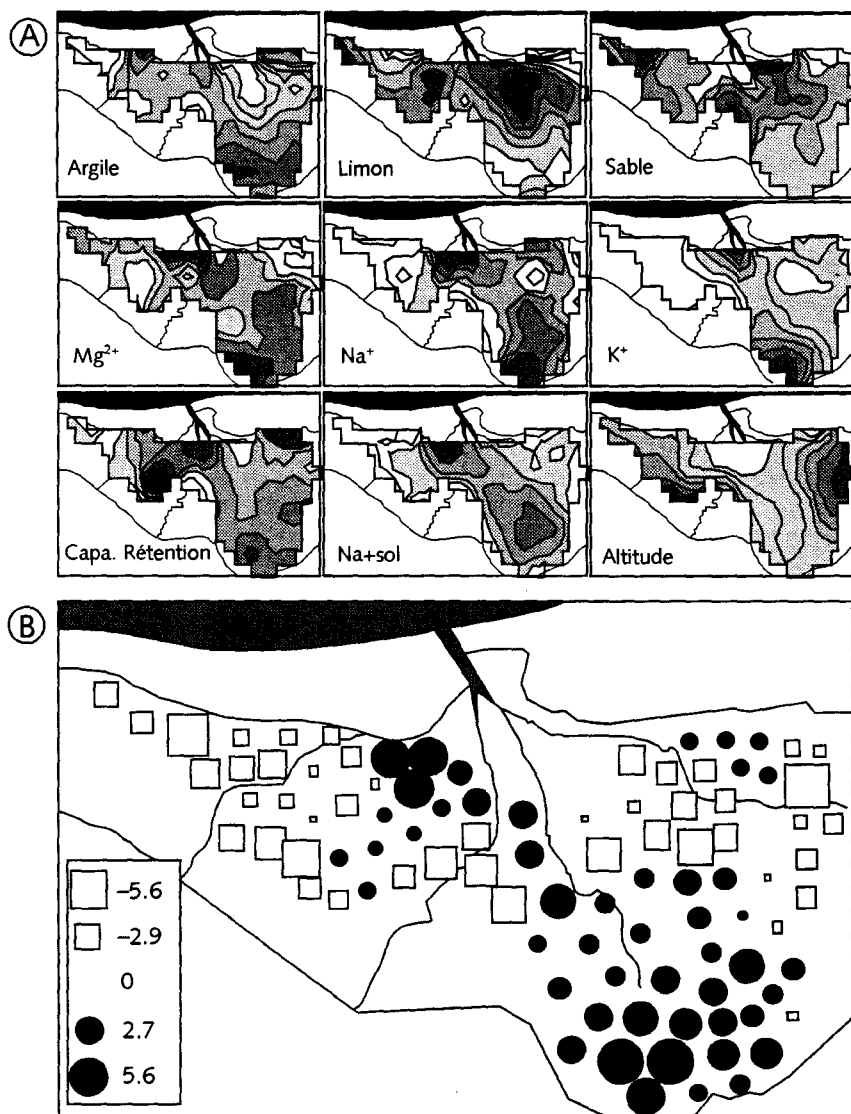 A
Argile
Limon
Sable
Mg²⁺
Na⁺
K⁺
Capa. Rétention
Na+sol
Altitude
B
−5.6
−2.9
0
2.7
5.6